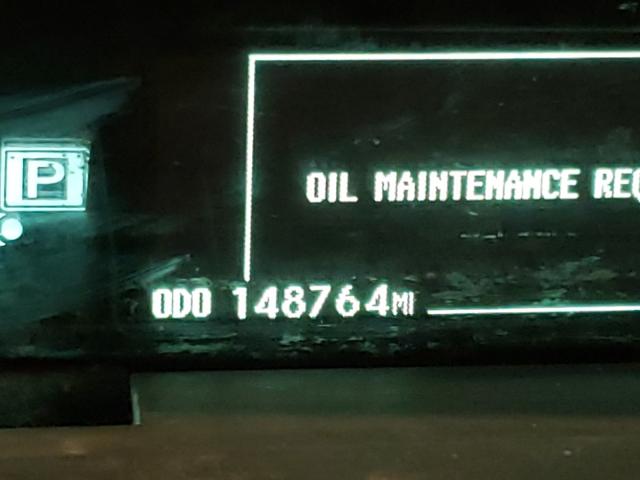 P
OIL MAINTENANCE REQ
ODO 148764MI